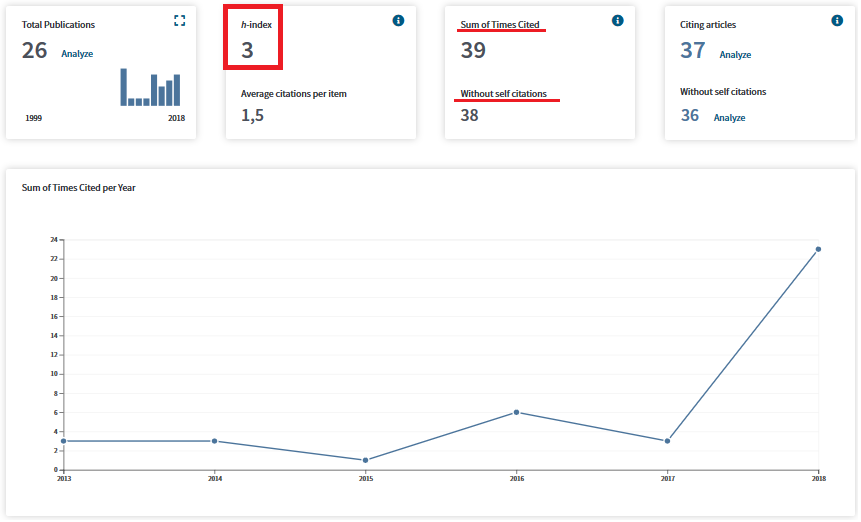 Total Publications
26 Analyze
1999 2018
h-index
3
Average citations per item
1,5
Sum of Times Cited
39
Without self citations
38
Citing articles
37 Analyze
Without self citations
36 Analyze
Sum of Times Cited per Year
24
22
20
18
16
14
12
10
8
6
4
2
0
2013 2014 2015 2016 2017 2018